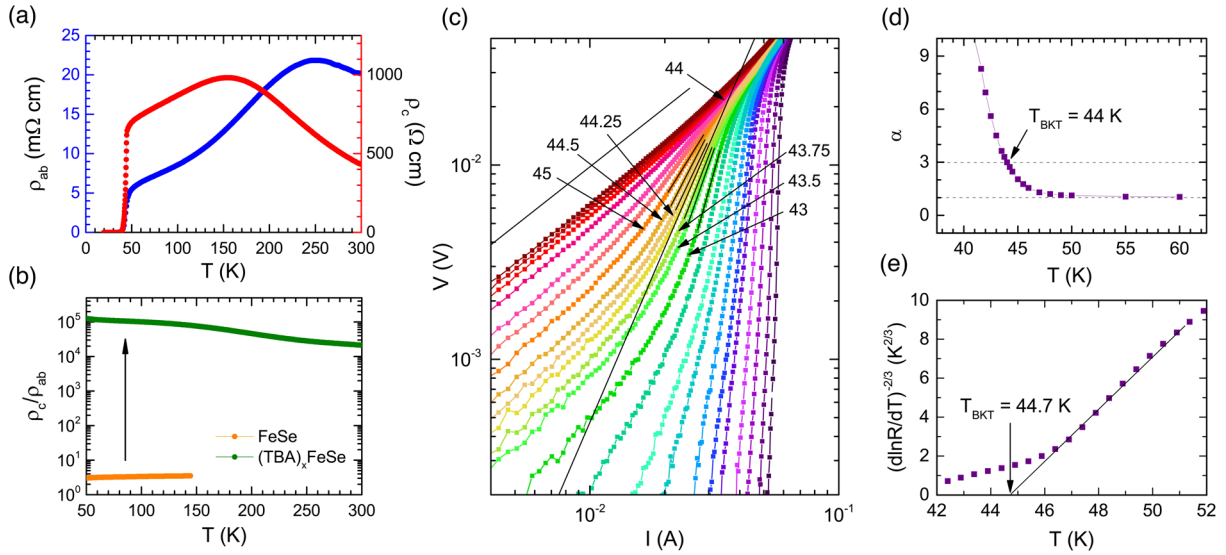 (a)
25
20
15
10
5
0
ρab (mΩ cm)
1000
500
0
ρc (Ω cm)
0 50 100 150 200 250 300
T (K)
(b)
10^5
10^4
10^3
10^2
10^1
10^0
ρc/ρab
FeSe
(TBA)xFeSe
50 100 150 200 250 300
T (K)
(c)
44
44.25
44.5
45
43.75
43.5
43
10^-2
10^-3
V (V)
10^-2 10^-1
I (A)
(d)
9
6
3
0
α
TBKT = 44 K
40 45 50 55 60
T (K)
(e)
10
8
6
4
2
0
(dlnR/dT)^-2/3 (K^2/3)
TBKT = 44.7 K
42 44 46 48 50 52
T (K)